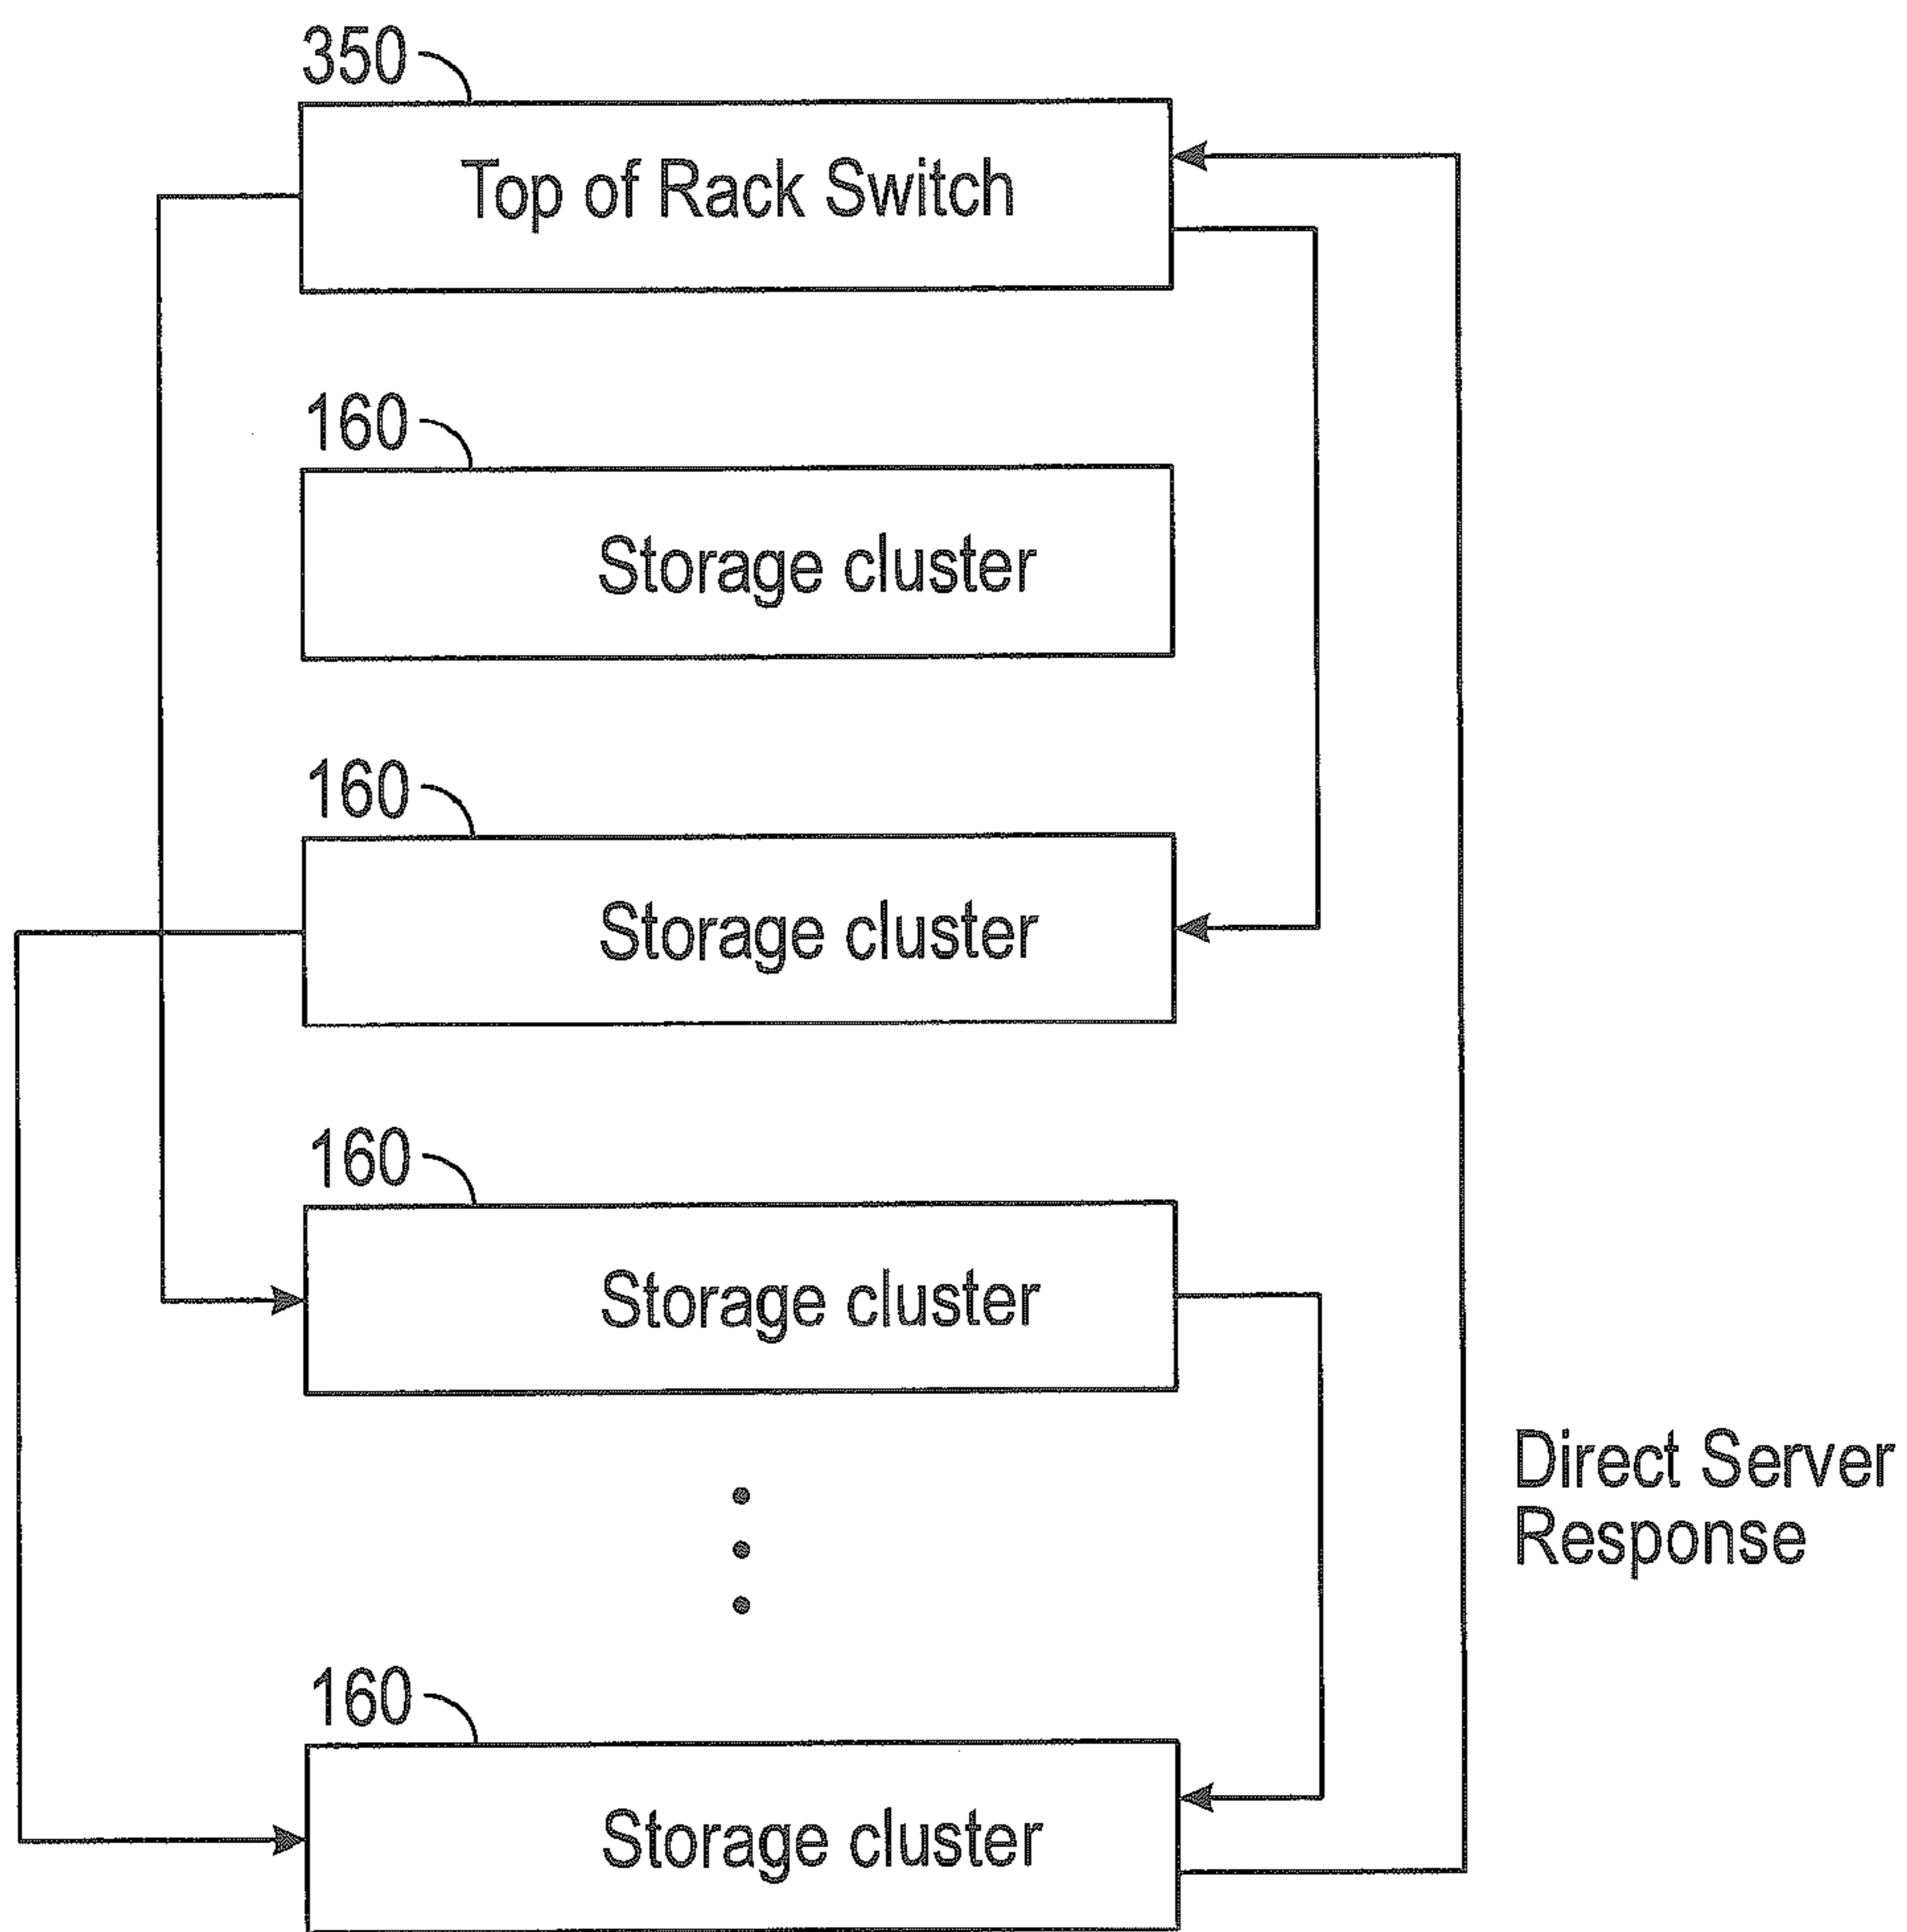 350
Top of Rack Switch
160
Storage cluster
160
Storage cluster
160
Storage cluster
Direct Server
Response
160
Storage cluster